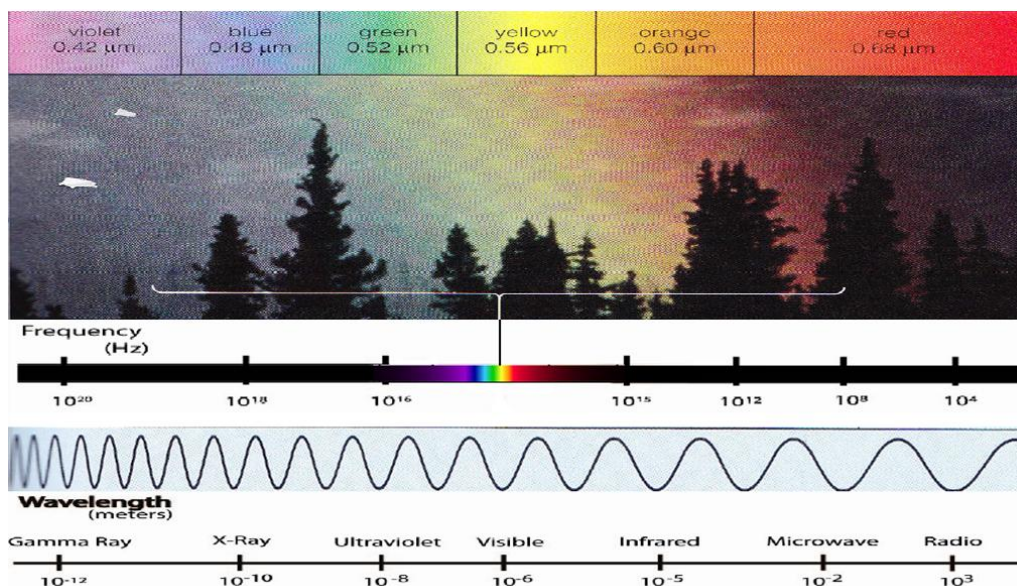 violet blue green yellow orange red
0.42 μm 0.48 μm 0.52 μm 0.56 μm 0.60 μm 0.68 μm
Frequency
(Hz)
10²⁰ 10¹⁸ 10¹⁶ 10¹⁵ 10¹² 10⁸ 10⁴
Wavelength
(meters)
Gamma Ray X-Ray Ultraviolet Visible Infrared Microwave Radio
10⁻¹² 10⁻¹⁰ 10⁻⁸ 10⁻⁶ 10⁻⁵ 10⁻² 10³